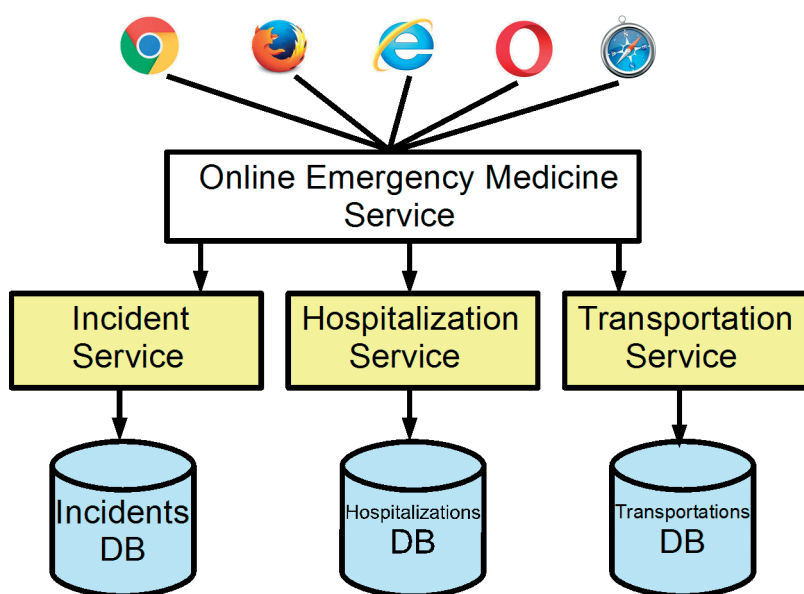 Online Emergency Medicine
Service
Incident
Service
Hospitalization
Service
Transportation
Service
Incidents
DB
Hospitalizations
DB
Transportations
DB